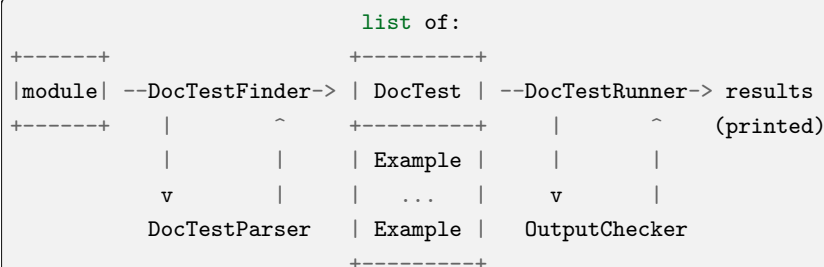 list of:
+------+                   +---------+
|module| --DocTestFinder-> | DocTest | --DocTestRunner-> results
+------+    |        ^     +---------+     |       ^    (printed)
            |        |     | Example |     |       |
            v        |     |   ...   |     v       |
           DocTestParser   | Example |   OutputChecker
                           +---------+